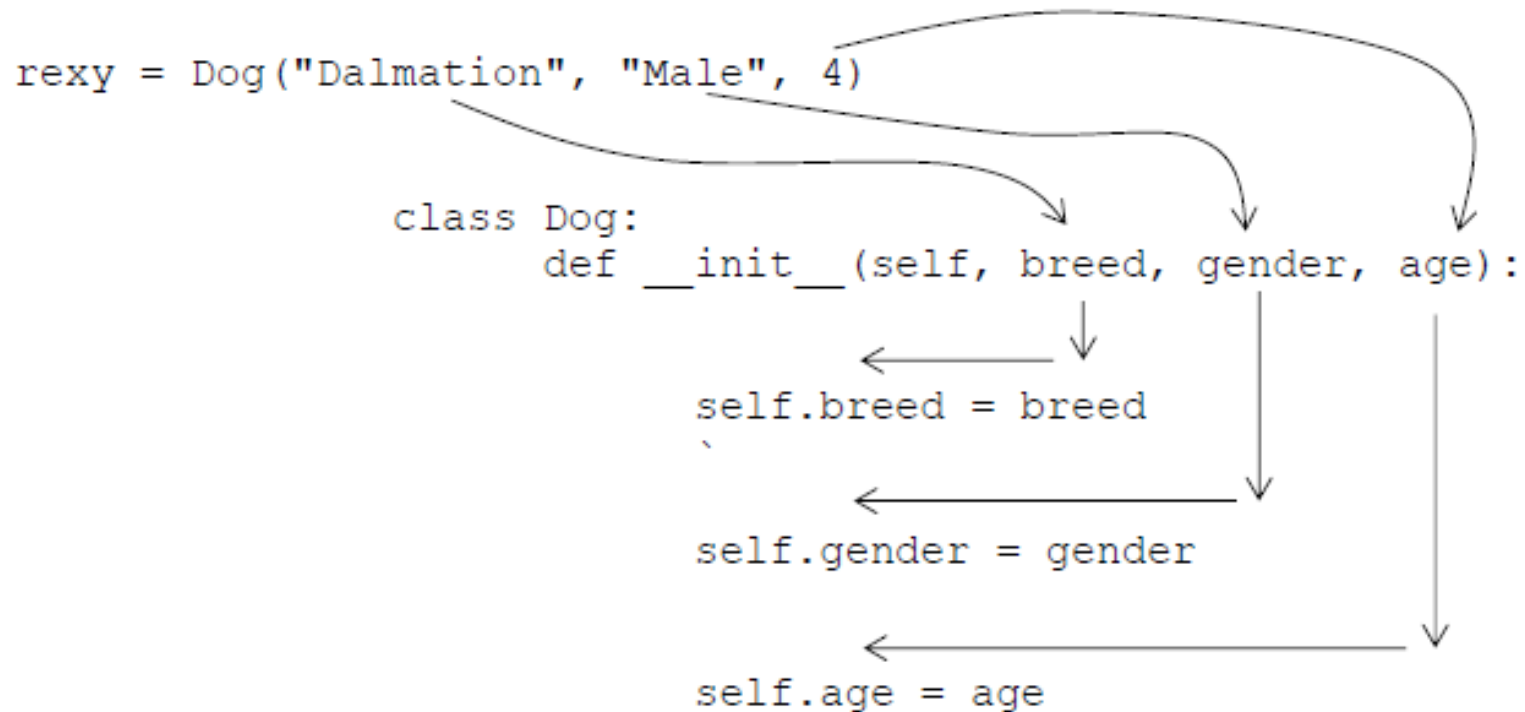 rexy = Dog("Dalmation", "Male", 4)
class Dog:
def __init__(self, breed, gender, age):
self.breed = breed
`
self.gender = gender
self.age = age